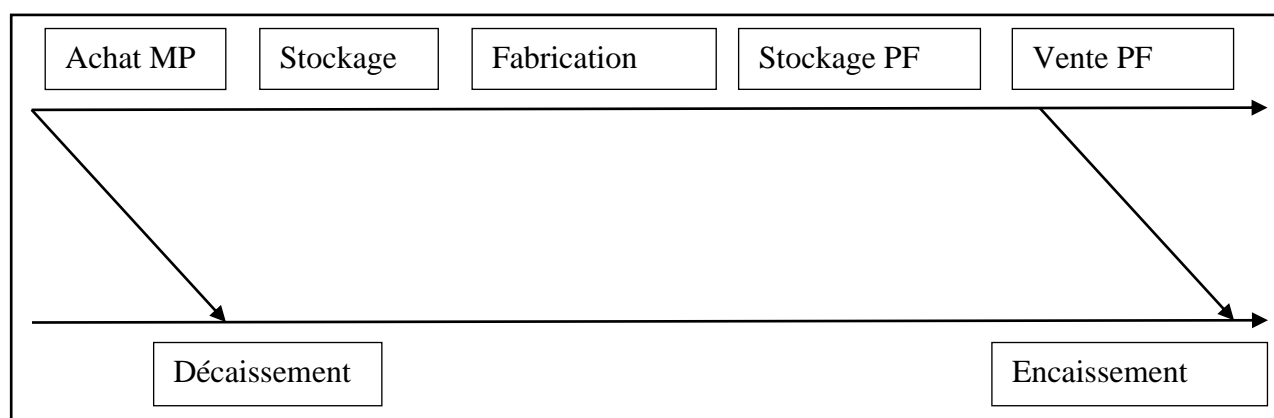 Achat MP
Stockage
Fabrication
Stockage PF
Vente PF
Décaissement
Encaissement